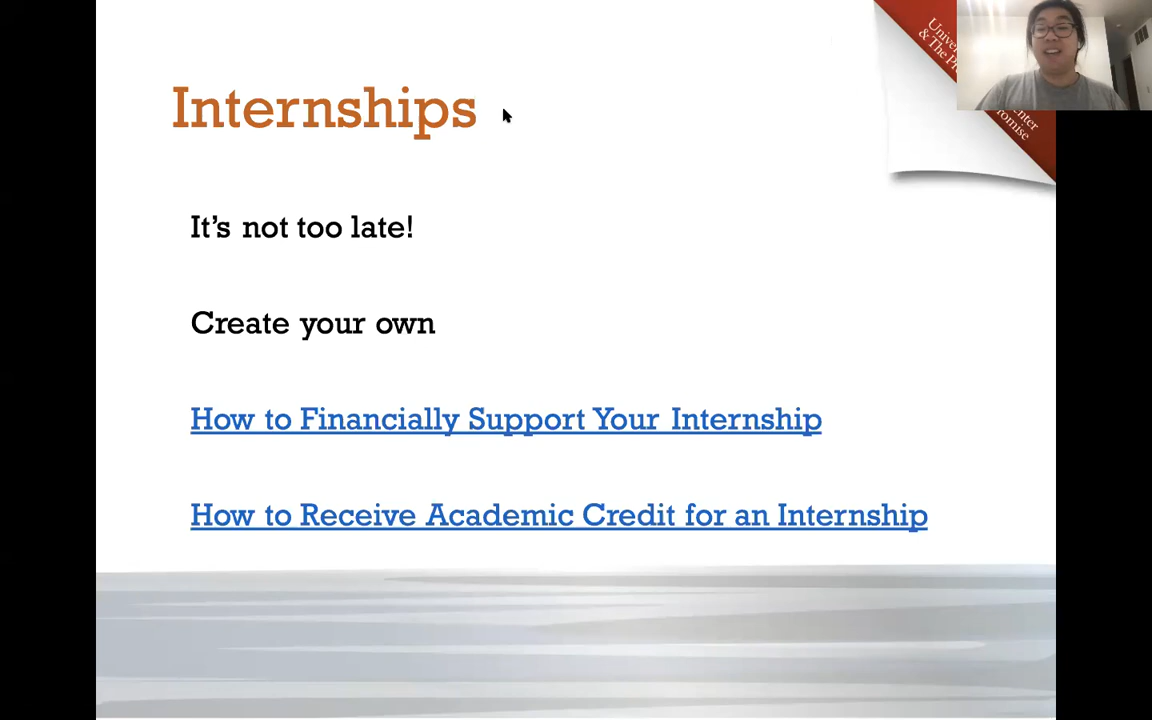 Internships
It’s not too late!
Create your own
How to Financially Support Your Internship
How to Receive Academic Credit for an Internship
& The